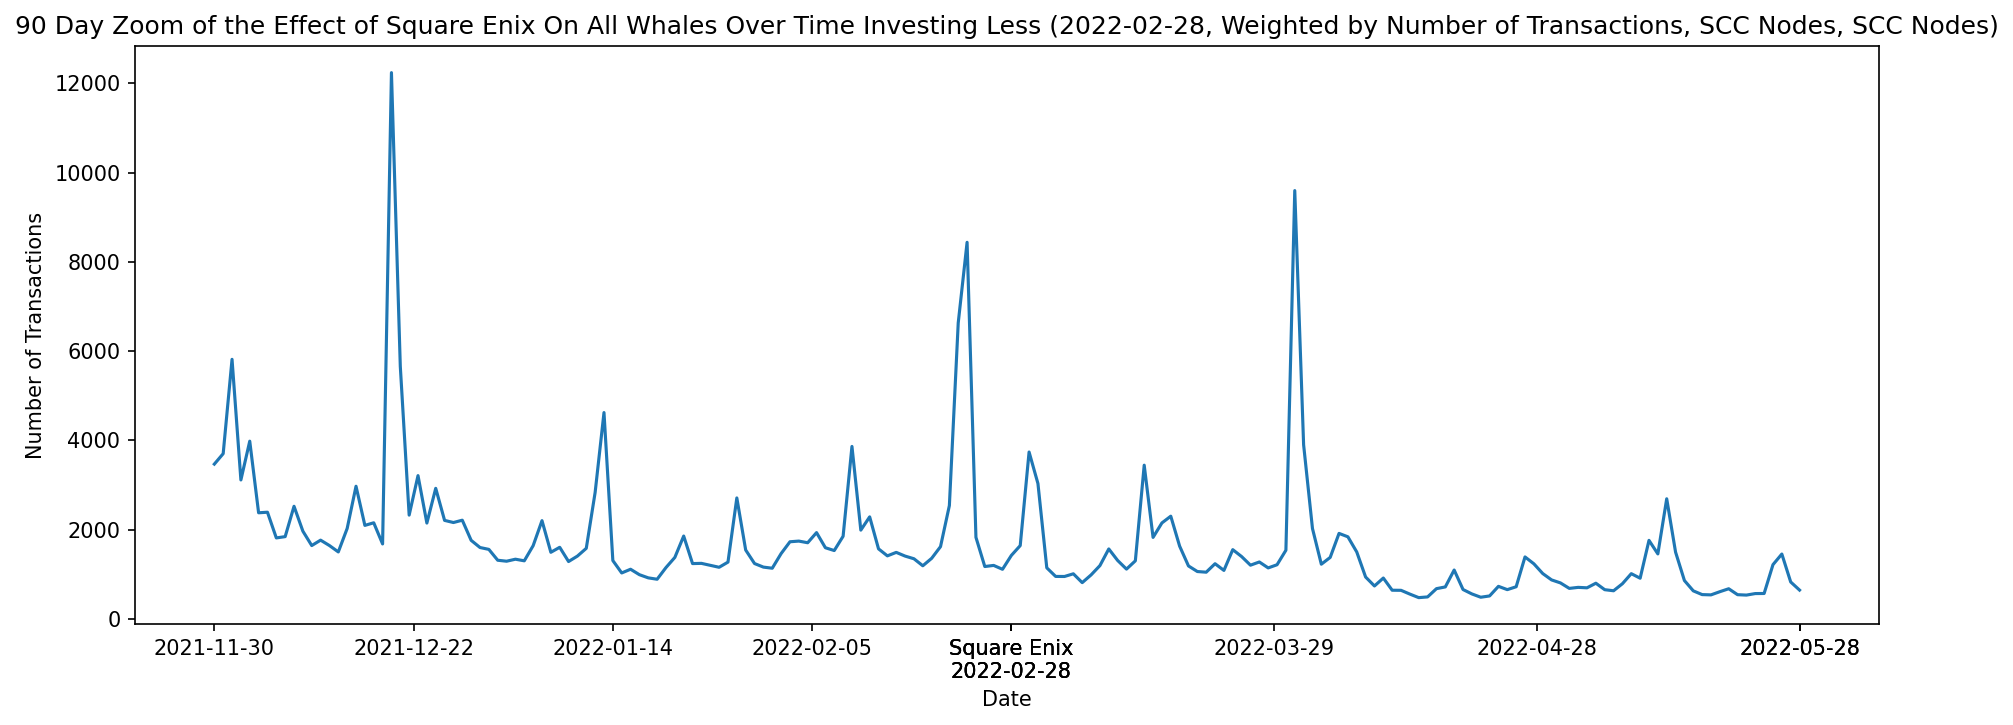 90 Day Zoom of the Effect of Square Enix On All Whales Over Time Investing Less (2022-02-28, Weighted by Number of Transactions, SCC Nodes, SCC Nodes)
12000
10000
8000
6000
4000
2000
0
Number of Transactions
2021-11-30 2021-12-22 2022-01-14 2022-02-05 Square Enix 2022-03-29 2022-04-28 2022-05-28
2022-02-28
Date